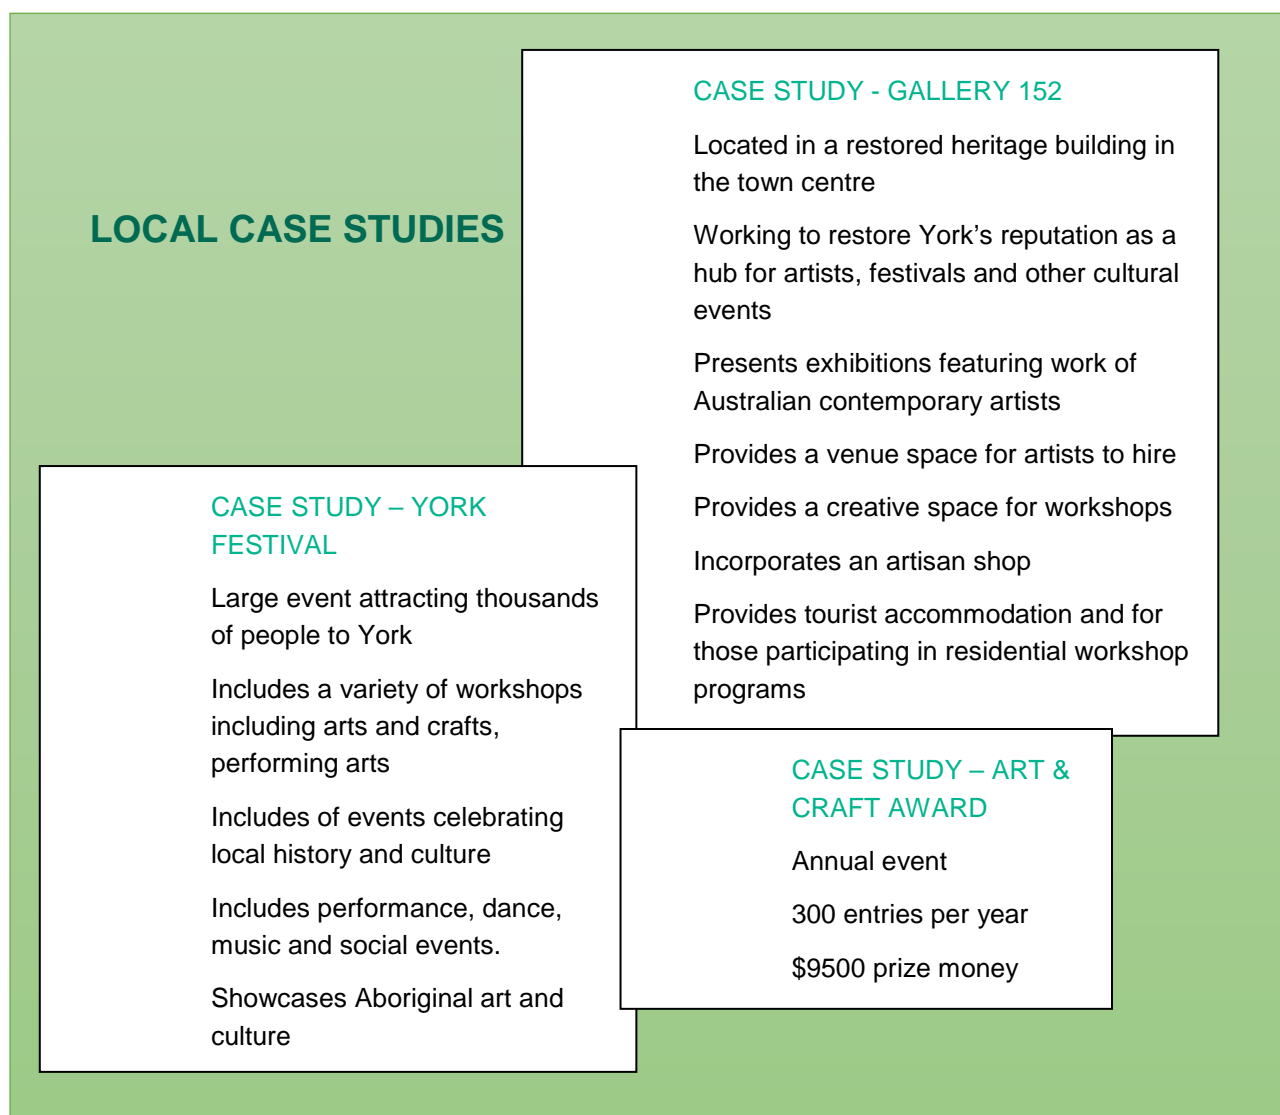 LOCAL CASE STUDIES
CASE STUDY - GALLERY 152
Located in a restored heritage building in
the town centre
Working to restore York’s reputation as a
hub for artists, festivals and other cultural
events
Presents exhibitions featuring work of
Australian contemporary artists
Provides a venue space for artists to hire
Provides a creative space for workshops
Incorporates an artisan shop
Provides tourist accommodation and for
those participating in residential workshop
programs
CASE STUDY – YORK
FESTIVAL
Large event attracting thousands
of people to York
Includes a variety of workshops
including arts and crafts,
performing arts
Includes of events celebrating
local history and culture
Includes performance, dance,
music and social events.
Showcases Aboriginal art and
culture
CASE STUDY – ART &
CRAFT AWARD
Annual event
300 entries per year
$9500 prize money